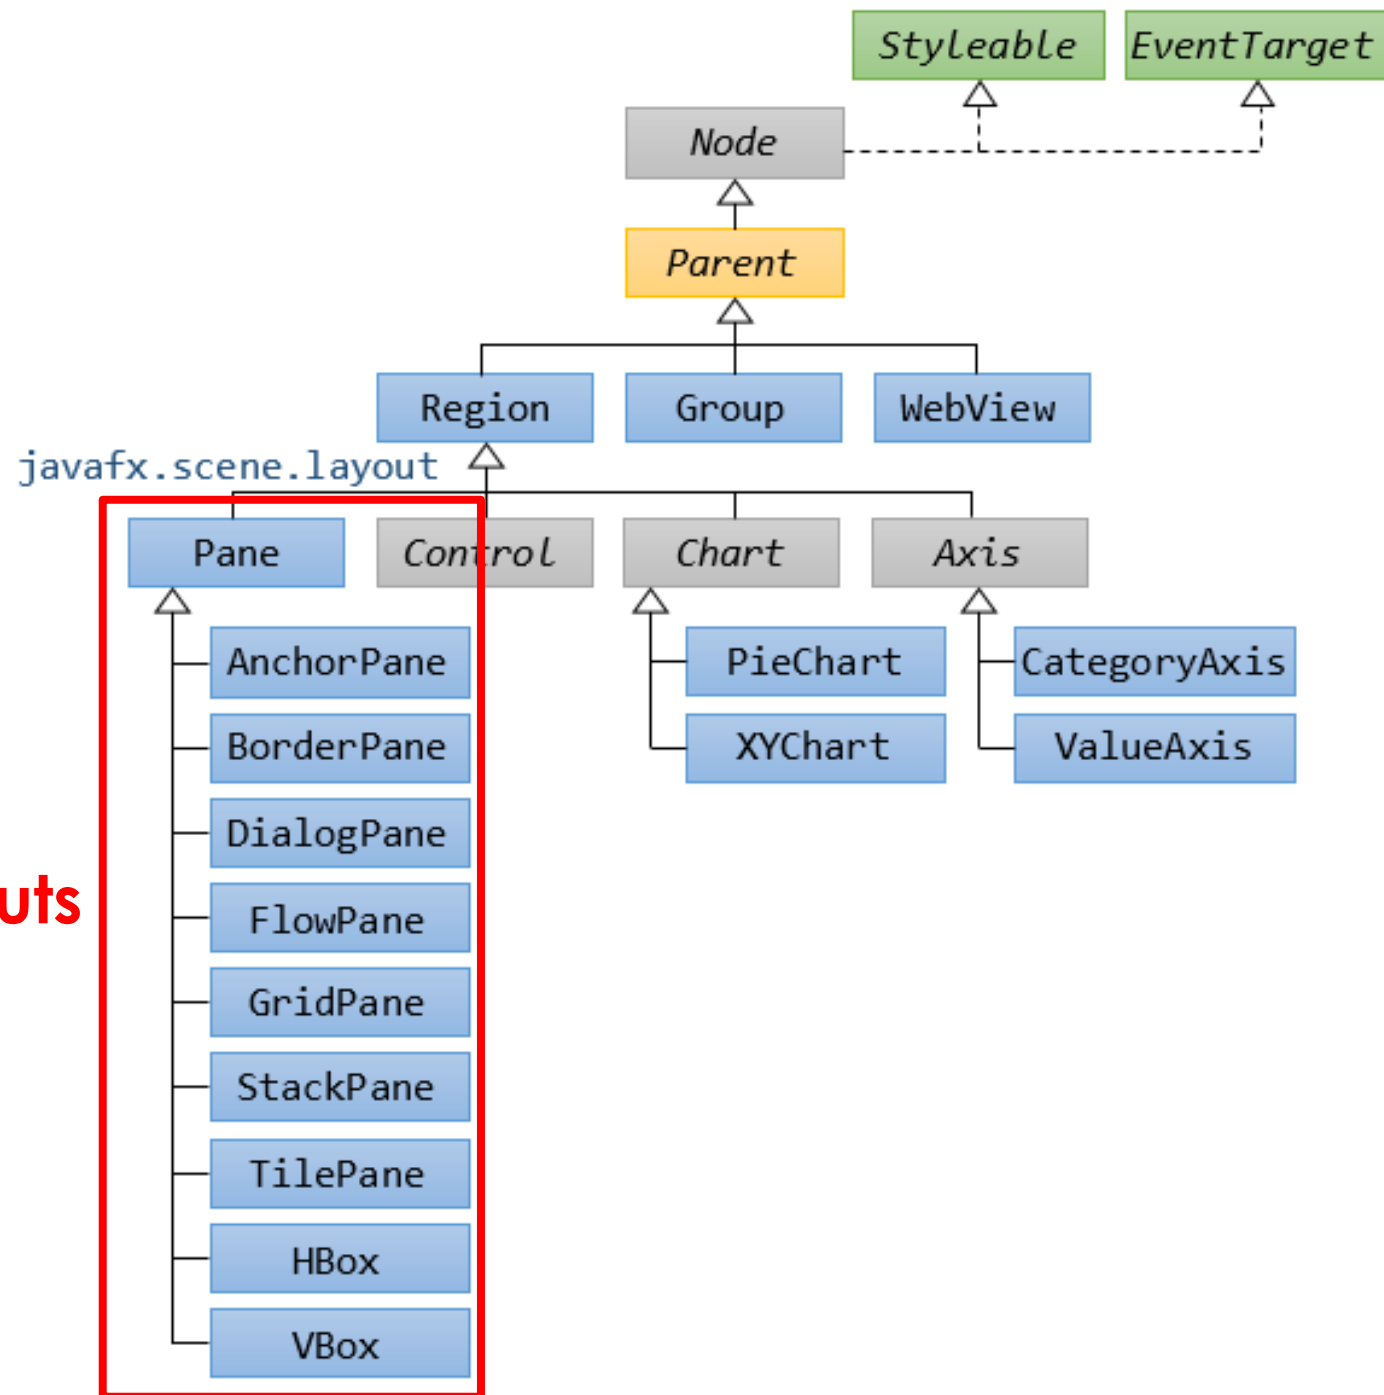 Styleable EventTarget
Node
Parent
Region Group WebView
javafx.scene.layout
Pane Control Chart Axis
AnchorPane PieChart CategoryAxis
BorderPane XYChart ValueAxis
DialogPane
uts
FlowPane
GridPane
StackPane
TilePane
HBox
VBox